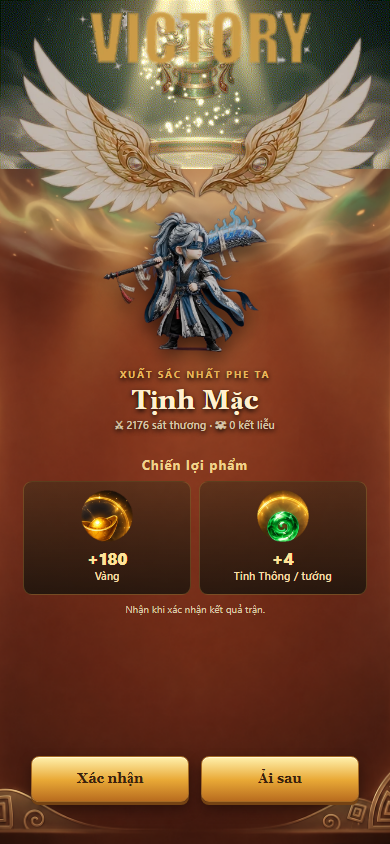 VICTORY
XUẤT SẮC NHẤT PHE TA
Tịnh Mặc
2176 sát thương · 0 kết liễu
Chiến lợi phẩm
+180
Vàng
+4
Tinh Thông / tướng
Nhận khi xác nhận kết quả trận.
Xác nhận
Ải sau